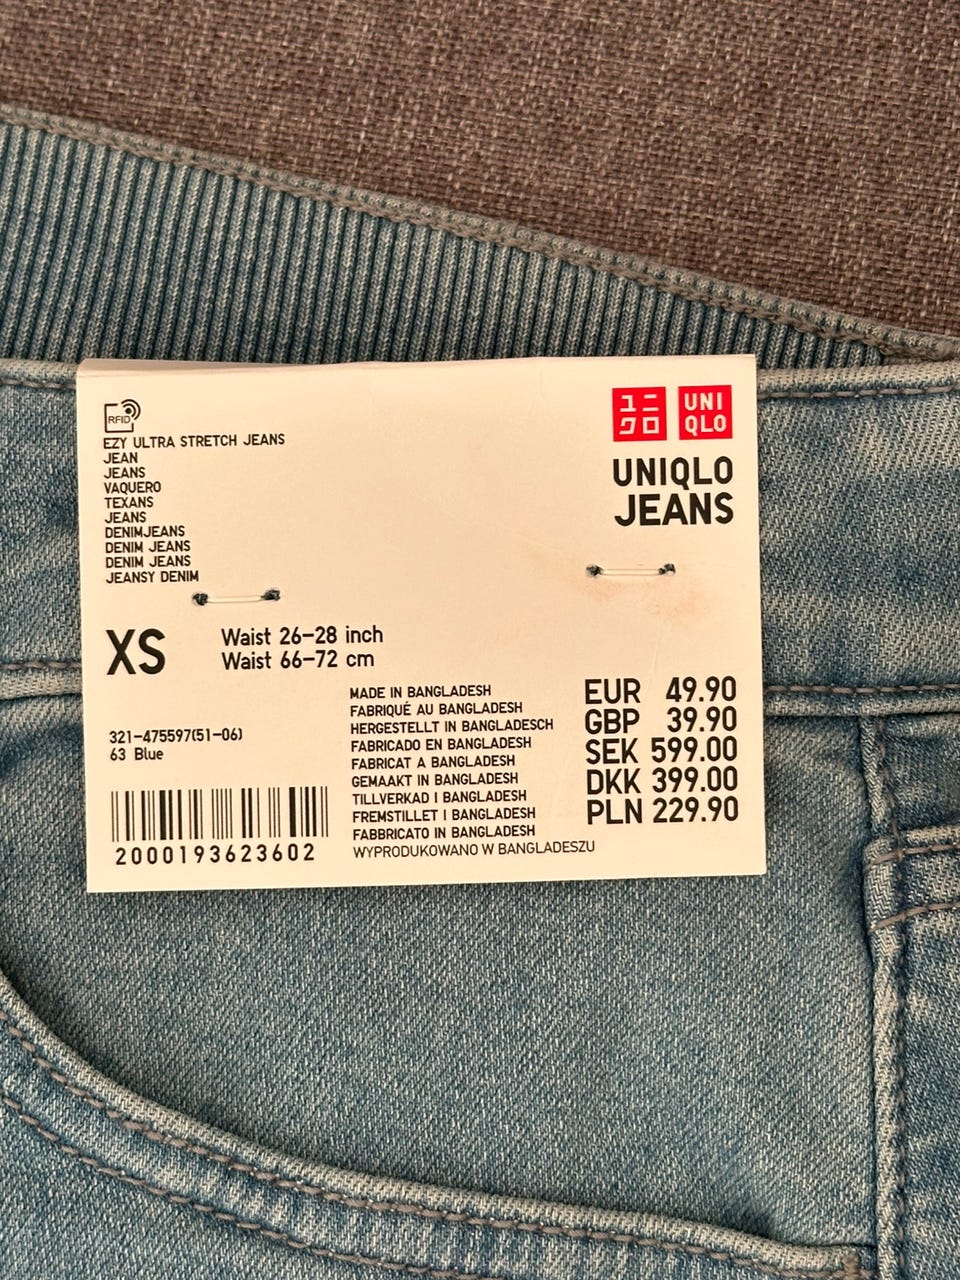 RFID
EZY ULTRA STRETCH JEANS
JEAN
JEANS
VAQUERO
TEXANS
JEANS
DENIMJEANS
DENIM JEANS
DENIM JEANS
JEANSY DENIM
ユニ
クロ
UNI
QLO
UNIQLO
JEANS
XS
Waist 26–28 inch
Waist 66–72 cm
321–475597(51–06)
63 Blue
2000193623602
MADE IN BANGLADESH
FABRIQUÉ AU BANGLADESH
HERGESTELLT IN BANGLADESCH
FABRICADO EN BANGLADESH
FABRICAT A BANGLADESH
GEMAAKT IN BANGLADESH
TILLVERKAD I BANGLADESH
FREMSTILLET I BANGLADESH
FABBRICATO IN BANGLADESH
WYPRODUKOWANO W BANGLADESZU
EUR 49.90
GBP 39.90
SEK 599.00
DKK 399.00
PLN 229.90